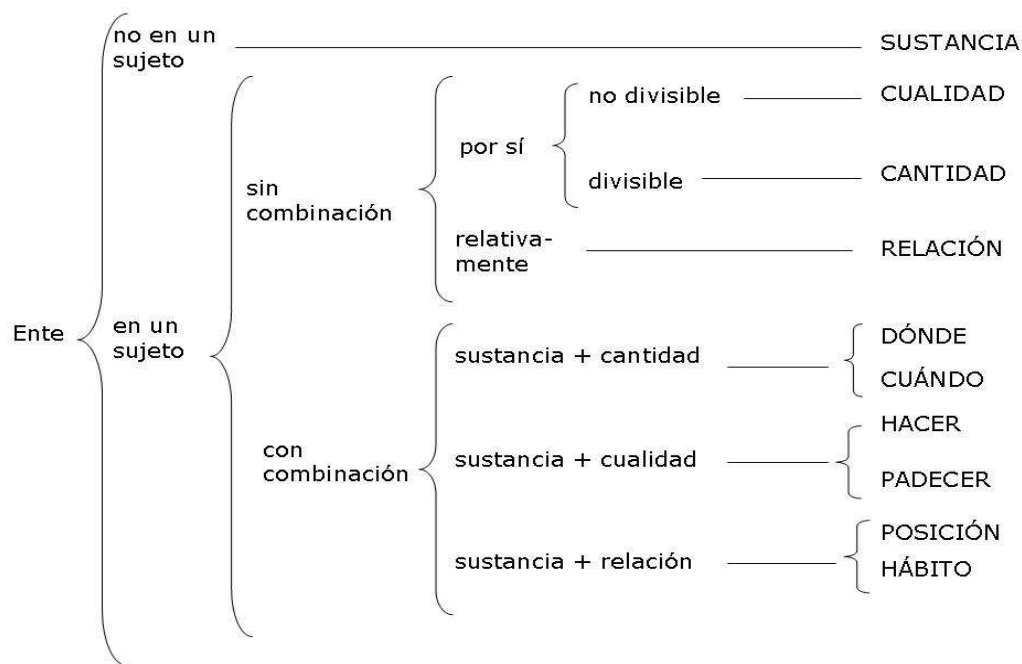 no en un
sujeto
SUSTANCIA
no divisible
CUALIDAD
por sí
divisible
CANTIDAD
sin
combinación
relativa-
mente
RELACIÓN
Ente
en un
sujeto
sustancia + cantidad
DÓNDE
CUÁNDO
con
combinación
sustancia + cualidad
HACER
PADECER
sustancia + relación
POSICIÓN
HÁBITO